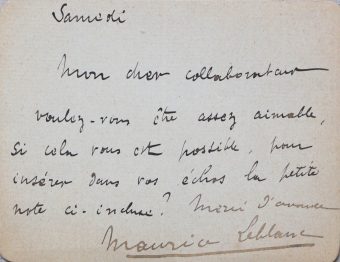 Samedi
Mon cher collaborateur
voulez-vous être assez aimable,
si cela vous est possible, pour
insérer dans vos échos la petite
note ci-incluse ? Merci d'avance
Maurice Leblanc